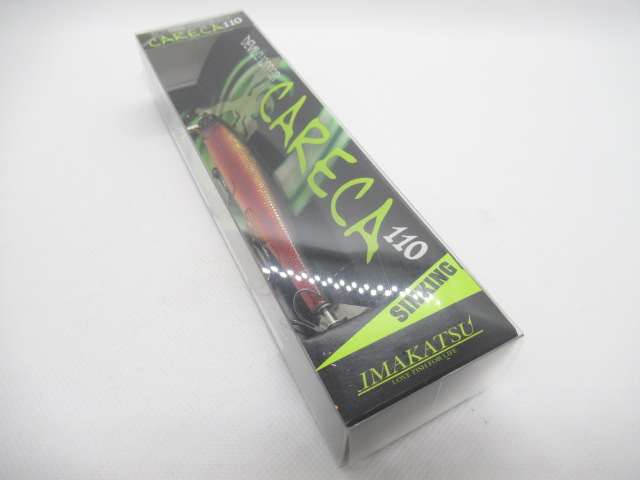 CARECA 110
CARECA 110
SINKING
IMAKATSU
LOVE FISH FOR LIFE